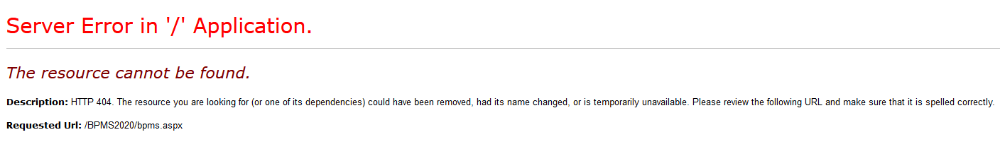 Server Error in '/' Application.
The resource cannot be found.
Description: HTTP 404. The resource you are looking for (or one of its dependencies) could have been removed, had its name changed, or is temporarily unavailable. Please review the following URL and make sure that it is spelled correctly.
Requested Url: /BPMS2020/bpms.aspx